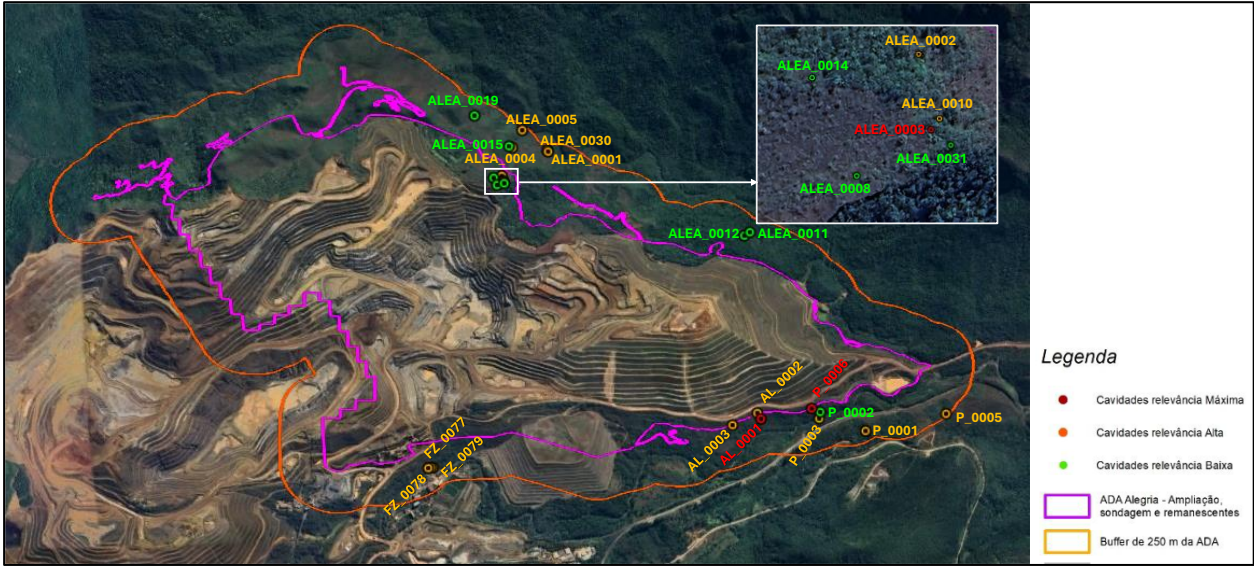 ALEA_0002
ALEA_0014
ALEA_0010
ALEA_0003
ALEA_0031
ALEA_0008
ALEA_0019
ALEA_0005
ALEA_0030
ALEA_0015
ALEA_0004
ALEA_0001
ALEA_0012
ALEA_0011
AL_0002
P_0006
AL_0003
AL_0001
P_0002
P_0003
P_0001
P_0005
FZ_0077
FZ_0079
FZ_0078
Legenda
Cavidades relevância Máxima
Cavidades relevância Alta
Cavidades relevância Baixa
ADA Alegria - Ampliação,
sondagem e remanescentes
Buffer de 250 m da ADA